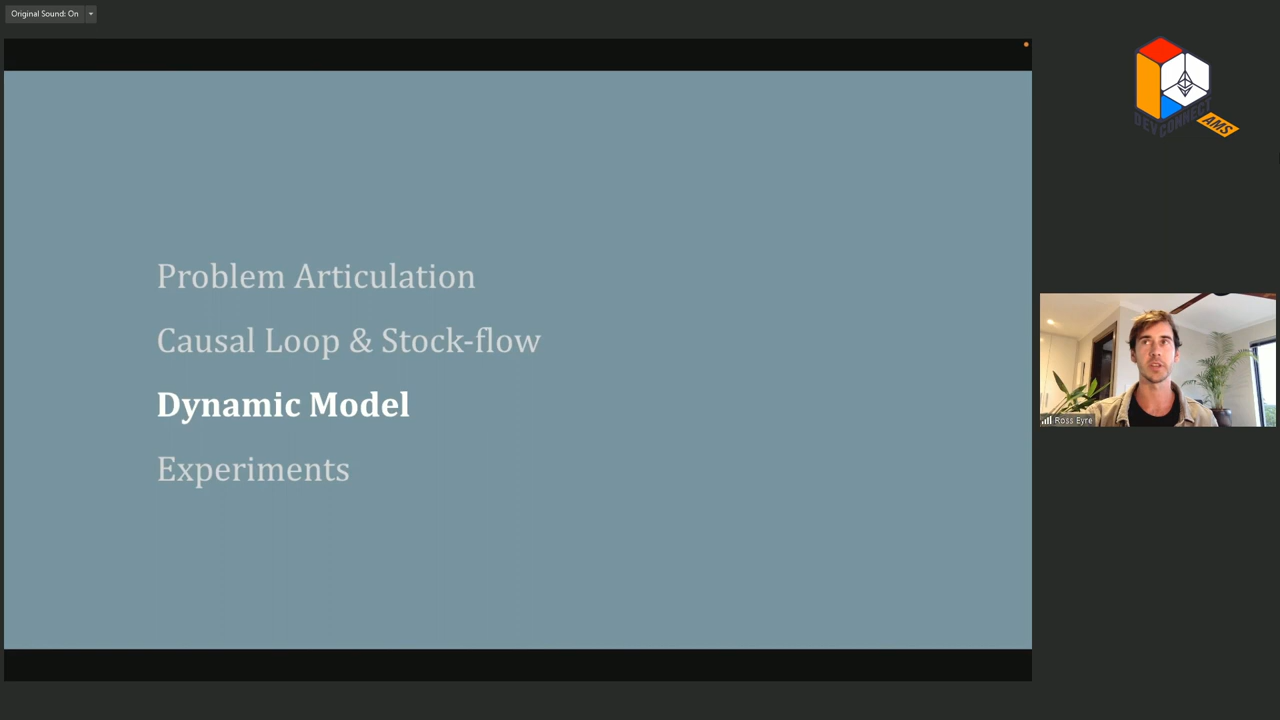 Original Sound: On
DEVCONNECT
AMS
Problem Articulation
Causal Loop & Stock-flow
Dynamic Model
Experiments
Ross Eyre